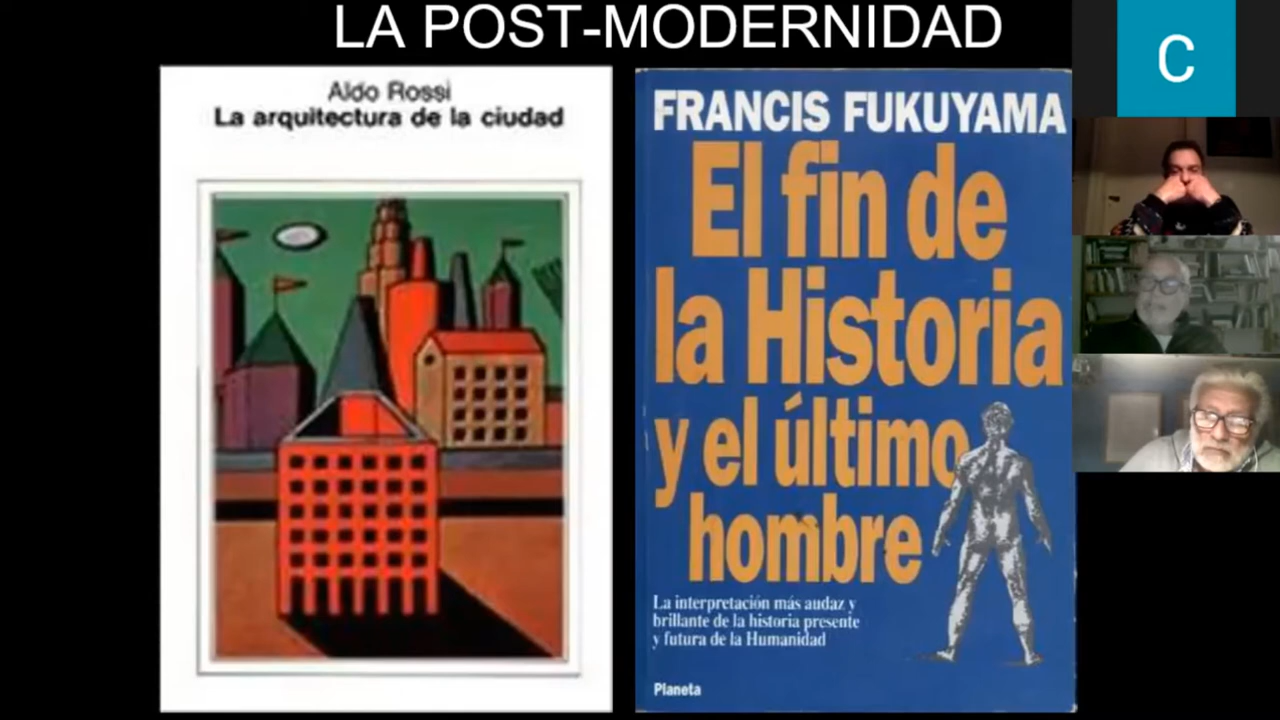 LA POST-MODERNIDAD
Aldo Rossi
La arquitectura de la ciudad
FRANCIS FUKUYAMA
El fin de
la Historia
y el último
hombre
La interpretación más audaz y
brillante de la historia presente
y futura de la Humanidad
Planeta
C